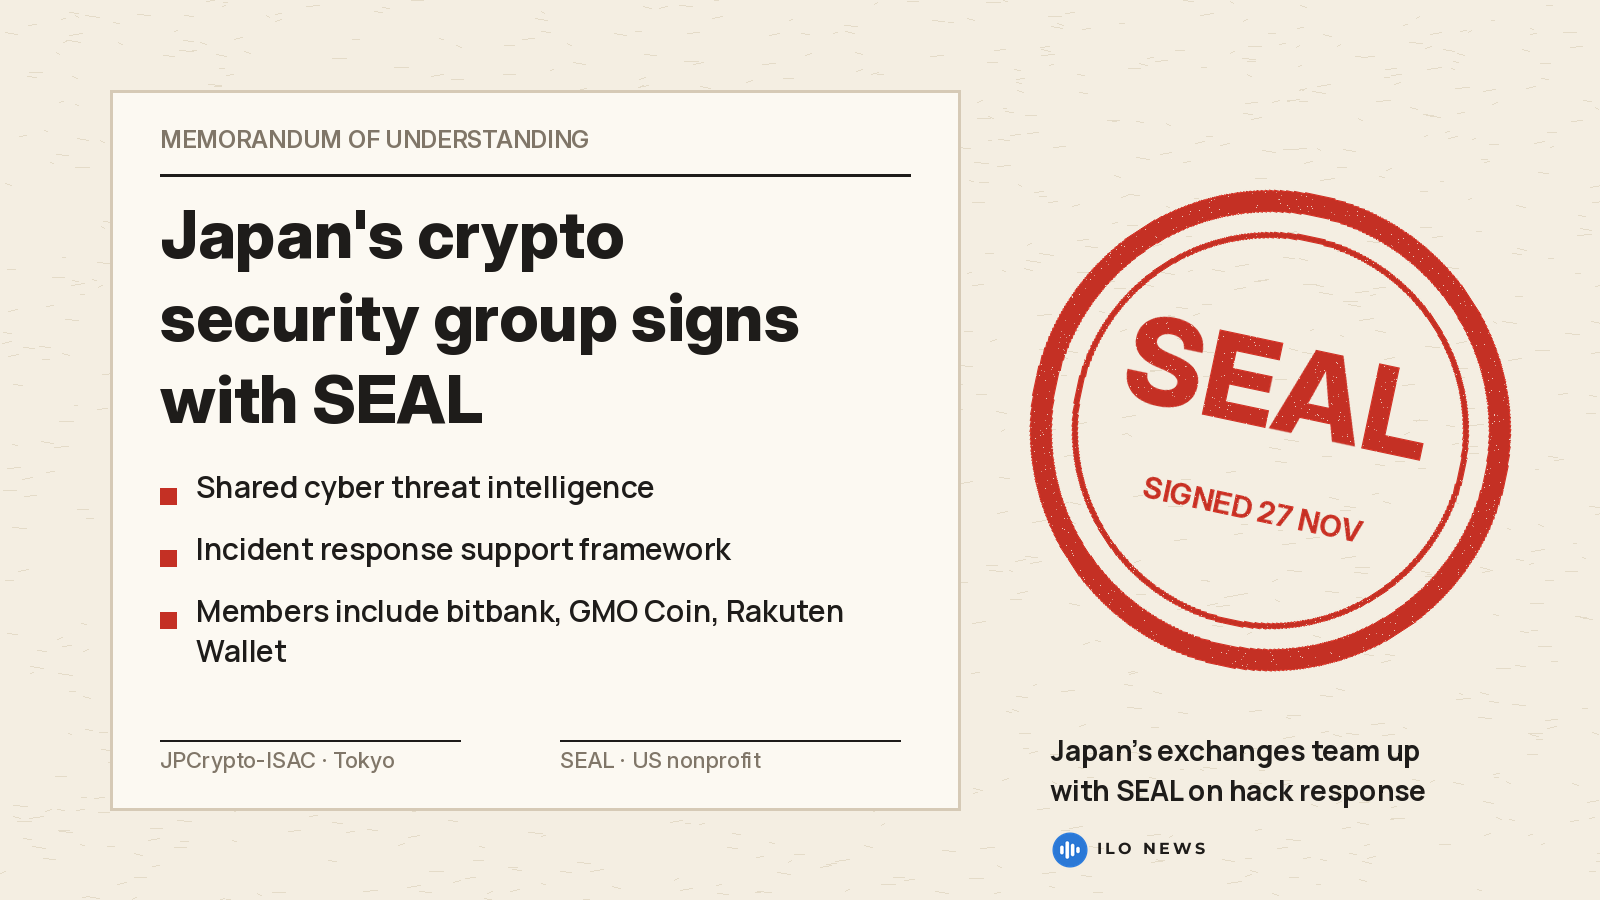 MEMORANDUM OF UNDERSTANDING
Japan's crypto
security group signs
with SEAL
Shared cyber threat intelligence
Incident response support framework
Members include bitbank, GMO Coin, Rakuten
Wallet
JPCrypto-ISAC · Tokyo
SEAL · US nonprofit
SEAL
SIGNED 27 NOV
Japan’s exchanges team up
with SEAL on hack response
ILO NEWS